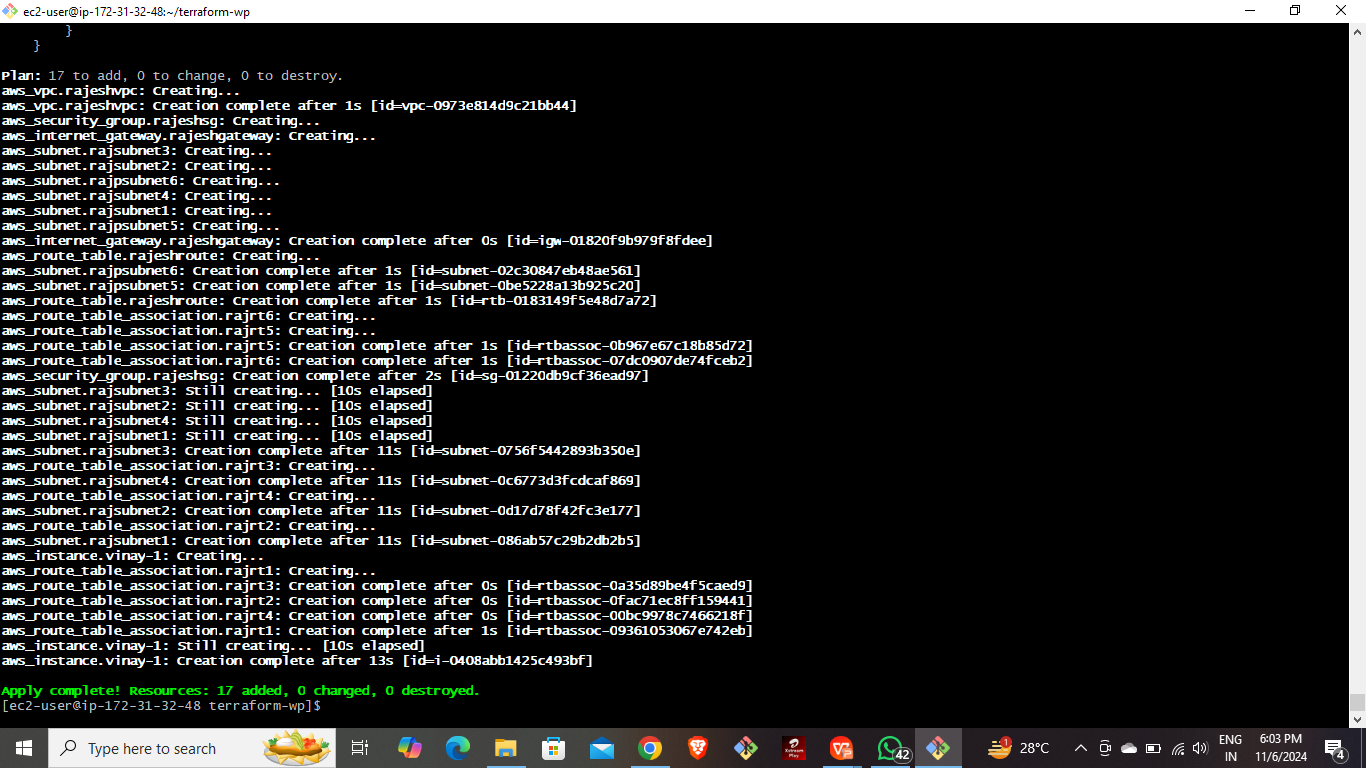 ec2-user@ip-172-31-32-48:~/terraform-wp
}
}
Plan: 17 to add, 0 to change, 0 to destroy.
aws_vpc.rajeshvpc: Creating...
aws_vpc.rajeshvpc: Creation complete after 1s [id=vpc-0973e814d9c21bb44]
aws_security_group.rajeshsg: Creating...
aws_internet_gateway.rajeshgateway: Creating...
aws_subnet.rajsubnet3: Creating...
aws_subnet.rajsubnet2: Creating...
aws_subnet.rajpsubnet6: Creating...
aws_subnet.rajsubnet4: Creating...
aws_subnet.rajsubnet1: Creating...
aws_subnet.rajpsubnet5: Creating...
aws_internet_gateway.rajeshgateway: Creation complete after 0s [id=igw-01820f9b979f8fdee]
aws_route_table.rajeshroute: Creating...
aws_subnet.rajpsubnet6: Creation complete after 1s [id=subnet-02c30847eb48ae561]
aws_subnet.rajpsubnet5: Creation complete after 1s [id=subnet-0be5228a13b925c20]
aws_route_table.rajeshroute: Creation complete after 1s [id=rtb-0183149f5e48d7a72]
aws_route_table_association.rajrt6: Creating...
aws_route_table_association.rajrt5: Creating...
aws_route_table_association.rajrt5: Creation complete after 1s [id=rtbassoc-0b967e67c18b85d72]
aws_route_table_association.rajrt6: Creation complete after 1s [id=rtbassoc-07dc0907de74fceb2]
aws_security_group.rajeshsg: Creation complete after 2s [id=sg-01220db9cf36ead97]
aws_subnet.rajsubnet3: Still creating... [10s elapsed]
aws_subnet.rajsubnet2: Still creating... [10s elapsed]
aws_subnet.rajsubnet4: Still creating... [10s elapsed]
aws_subnet.rajsubnet1: Still creating... [10s elapsed]
aws_subnet.rajsubnet3: Creation complete after 11s [id=subnet-0756f5442893b350e]
aws_route_table_association.rajrt3: Creating...
aws_subnet.rajsubnet4: Creation complete after 11s [id=subnet-0c6773d3fcdcaf869]
aws_route_table_association.rajrt4: Creating...
aws_subnet.rajsubnet2: Creation complete after 11s [id=subnet-0d17d78f42fc3e177]
aws_route_table_association.rajrt2: Creating...
aws_subnet.rajsubnet1: Creation complete after 11s [id=subnet-086ab57c29b2db2b5]
aws_instance.vinay-1: Creating...
aws_route_table_association.rajrt1: Creating...
aws_route_table_association.rajrt3: Creation complete after 0s [id=rtbassoc-0a35d89be4f5caed9]
aws_route_table_association.rajrt2: Creation complete after 0s [id=rtbassoc-0fac71ec8ff159441]
aws_route_table_association.rajrt4: Creation complete after 0s [id=rtbassoc-00bc9978c7466218f]
aws_route_table_association.rajrt1: Creation complete after 1s [id=rtbassoc-09361053067e742eb]
aws_instance.vinay-1: Still creating... [10s elapsed]
aws_instance.vinay-1: Creation complete after 13s [id=i-0408abb1425c493bf]
Apply complete! Resources: 17 added, 0 changed, 0 destroyed.
[ec2-user@ip-172-31-32-48 terraform-wp]$
Type here to search
Xstream
Play
42
1
28°C
ENG
IN
6:03 PM
11/6/2024
4